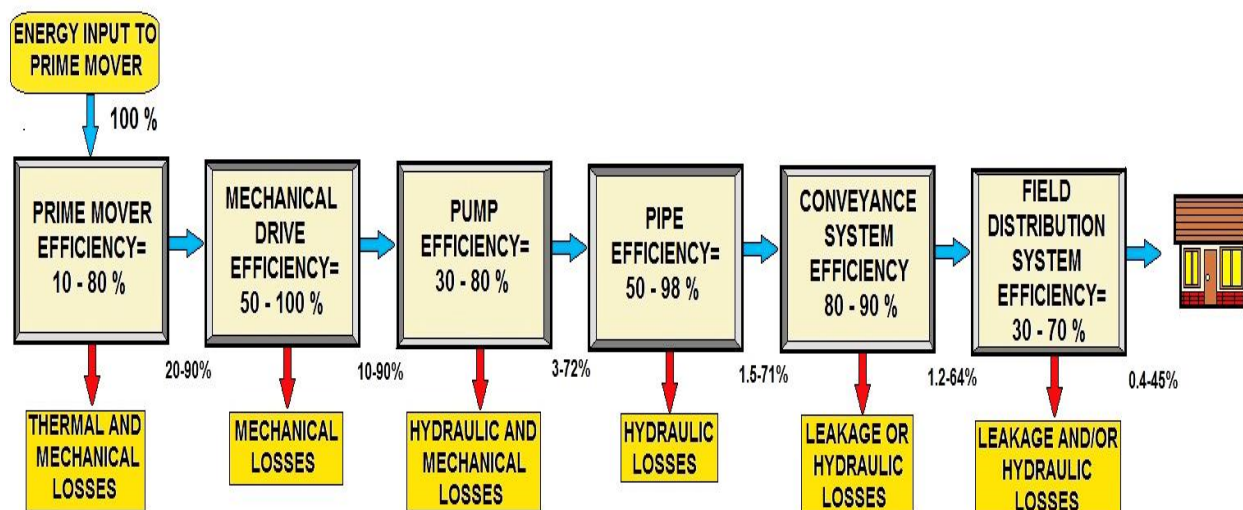 ENERGY INPUT TO
PRIME MOVER
100 %
PRIME MOVER
EFFICIENCY=
10 - 80 %
MECHANICAL
DRIVE
EFFICIENCY=
50 - 100 %
PUMP
EFFICIENCY=
30 - 80 %
PIPE
EFFICIENCY=
50 - 98 %
CONVEYANCE
SYSTEM
EFFICIENCY
80 - 90 %
FIELD
DISTRIBUTION
SYSTEM
EFFICIENCY=
30 - 70 %
20-90%
10-90%
3-72%
1.5-71%
1.2-64%
0.4-45%
THERMAL AND
MECHANICAL
LOSSES
MECHANICAL
LOSSES
HYDRAULIC AND
MECHANICAL
LOSSES
HYDRAULIC
LOSSES
LEAKAGE OR
HYDRAULIC
LOSSES
LEAKAGE AND/OR
HYDRAULIC
LOSSES